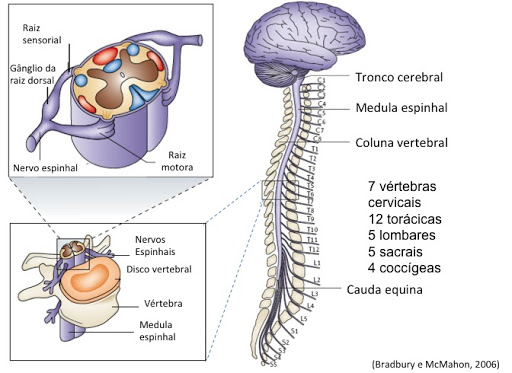 Raiz
sensorial
Gânglio da
raiz dorsal
Nervo espinhal
Raiz
motora
Nervos
Espinhais
Disco vertebral
Vértebra
Medula
espinhal
Tronco cerebral
Medula espinhal
Coluna vertebral
7 vértebras
cervicais
12 torácicas
5 lombares
5 sacrais
4 coccígeas
Cauda equina
C1
C4
C5
C6
C7
C8
T1
T2
T3
T4
T5
T6
T7
T8
T9
T10
T11
T12
L1
L2
L3
L4
L5
S1
S2
S3
S4
S5
(Bradbury e McMahon, 2006)